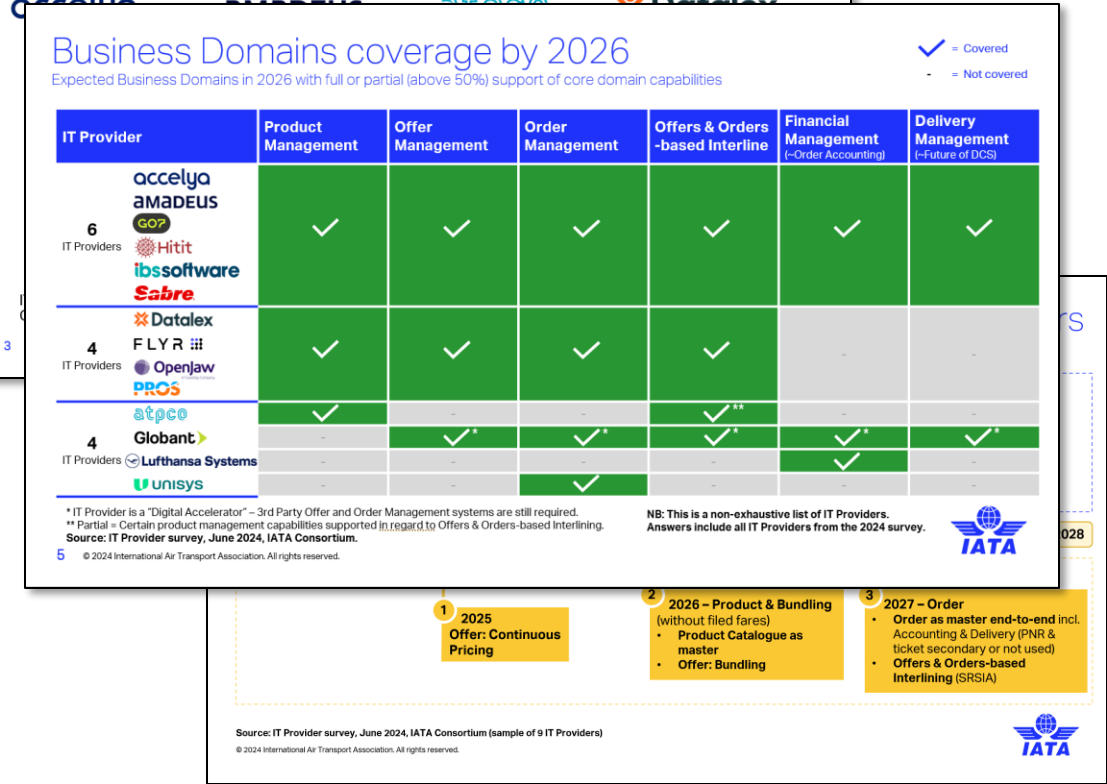 Business Domains coverage by 2026
Expected Business Domains in 2026 with full or partial (above 50%) support of core domain capabilities
= Covered
- = Not covered
IT Provider
Product Management
Offer Management
Order Management
Offers & Orders -based Interline
Financial Management (~Order Accounting)
Delivery Management (~Future of DCS)
6
IT Providers
accelya
amadeus
GO7
Hitit
ibssoftware
Sabre
✓ ✓ ✓ ✓ ✓ ✓
4
IT Providers
Datalex
FLYR
OpenJaw
PROS
✓ ✓ ✓ ✓ - -
4
IT Providers
atpco ✓ - - ✓** - -
Globant - ✓* ✓* ✓* ✓* ✓*
Lufthansa Systems - - - - ✓ -
UNISYS - - ✓ - - -
* IT Provider is a "Digital Accelerator" – 3rd Party Offer and Order Management systems are still required.
** Partial = Certain product management capabilities supported in regard to Offers & Orders-based Interlining.
Source: IT Provider survey, June 2024, IATA Consortium.
NB: This is a non-exhaustive list of IT Providers.
Answers include all IT Providers from the 2024 survey.
IATA
5
© 2024 International Air Transport Association. All rights reserved.
3
rs
028
1
2025
Offer: Continuous
Pricing
2
2026 – Product & Bundling
(without filed fares)
• Product Catalogue as
master
• Offer: Bundling
3
2027 – Order
• Order as master end-to-end incl.
Accounting & Delivery (PNR &
ticket secondary or not used)
• Offers & Orders-based
Interlining (SRSIA)
Source: IT Provider survey, June 2024, IATA Consortium (sample of 9 IT Providers)
© 2024 International Air Transport Association. All rights reserved.
IATA